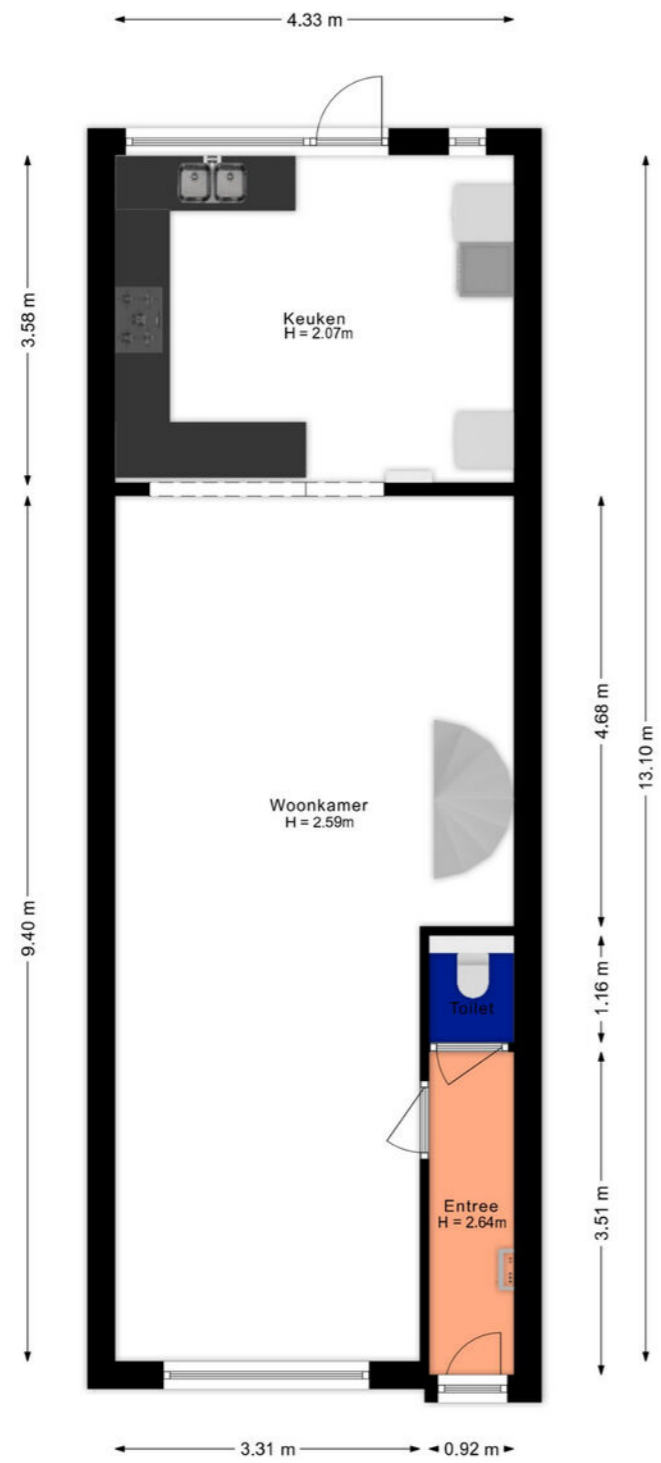 4.33 m
3.58 m
Keuken
H = 2.07m
9.40 m
Woonkamer
H = 2.59m
4.68 m
13.10 m
1.16 m
Toilet
3.51 m
Entree
H = 2.64m
3.31 m
0.92 m